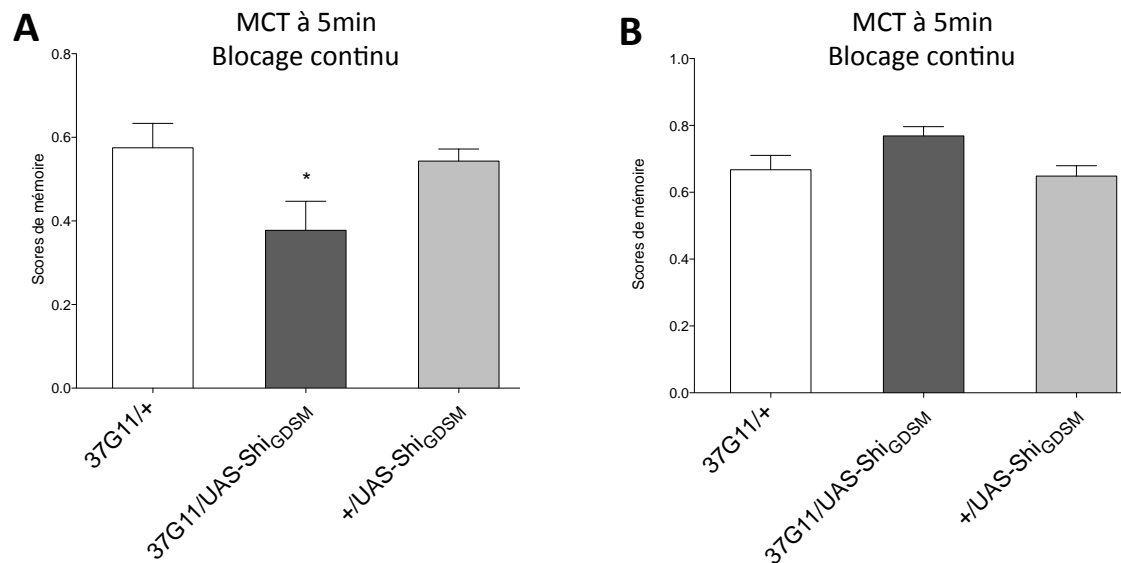 A
MCT à 5min
Blocage continu
Scores de mémoire
0.8
0.6
0.4
0.2
0.0
*
37G11/+
37G11/UAS-ShiGDSM
+/UAS-ShiGDSM
B
MCT à 5min
Blocage continu
Scores de mémoire
1.0
0.8
0.6
0.4
0.2
0.0
37G11/+
37G11/UAS-ShiGDSM
+/UAS-ShiGDSM